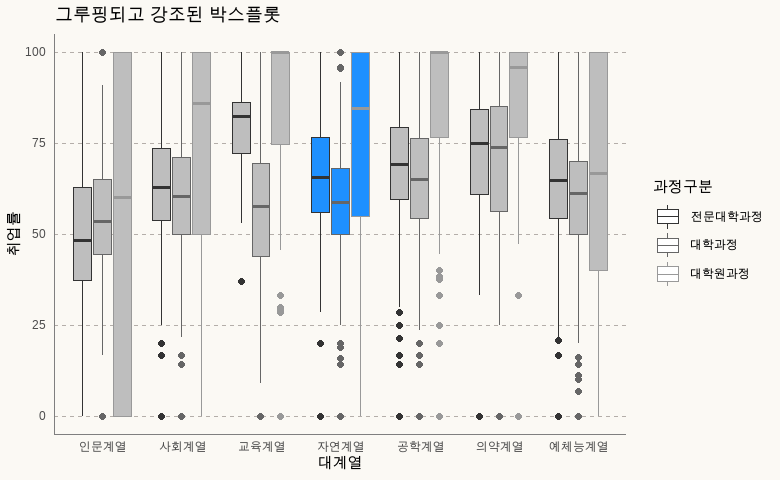 그루핑되고 강조된 박스플롯
취업률
100
75
50
25
0
인문계열 사회계열 교육계열 자연계열 공학계열 의약계열 예체능계열
대계열
과정구분
전문대학과정
대학과정
대학원과정